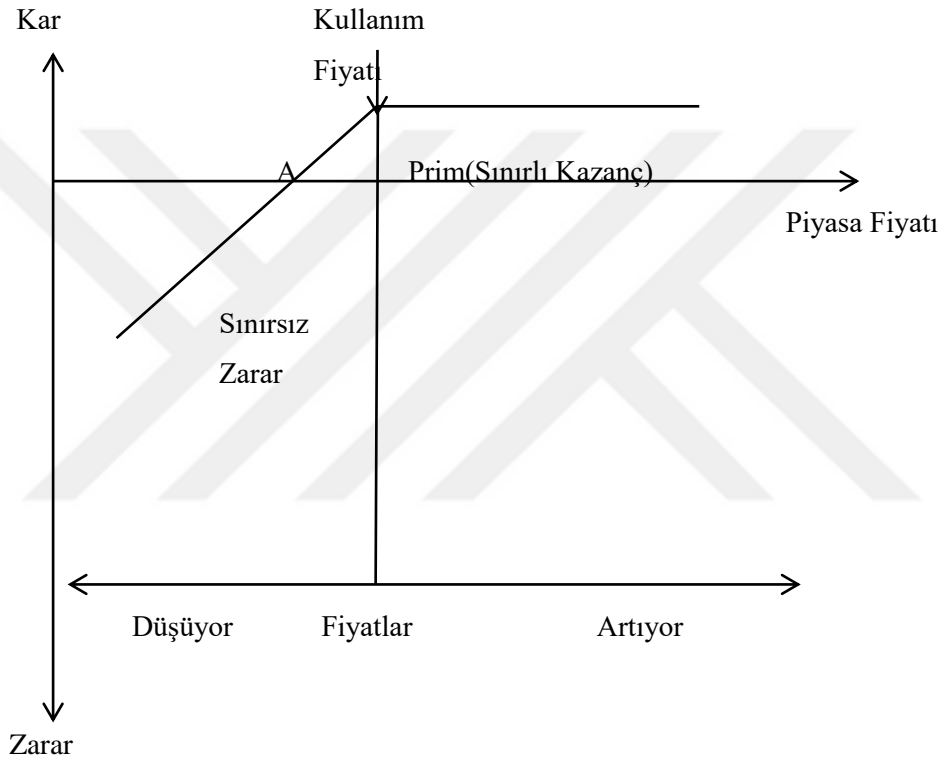 Kar
Kullanım
Fiyatı
A
Prim(Sınırlı Kazanç)
Piyasa Fiyatı
Sınırsız
Zarar
Düşüyor
Fiyatlar
Artıyor
Zarar